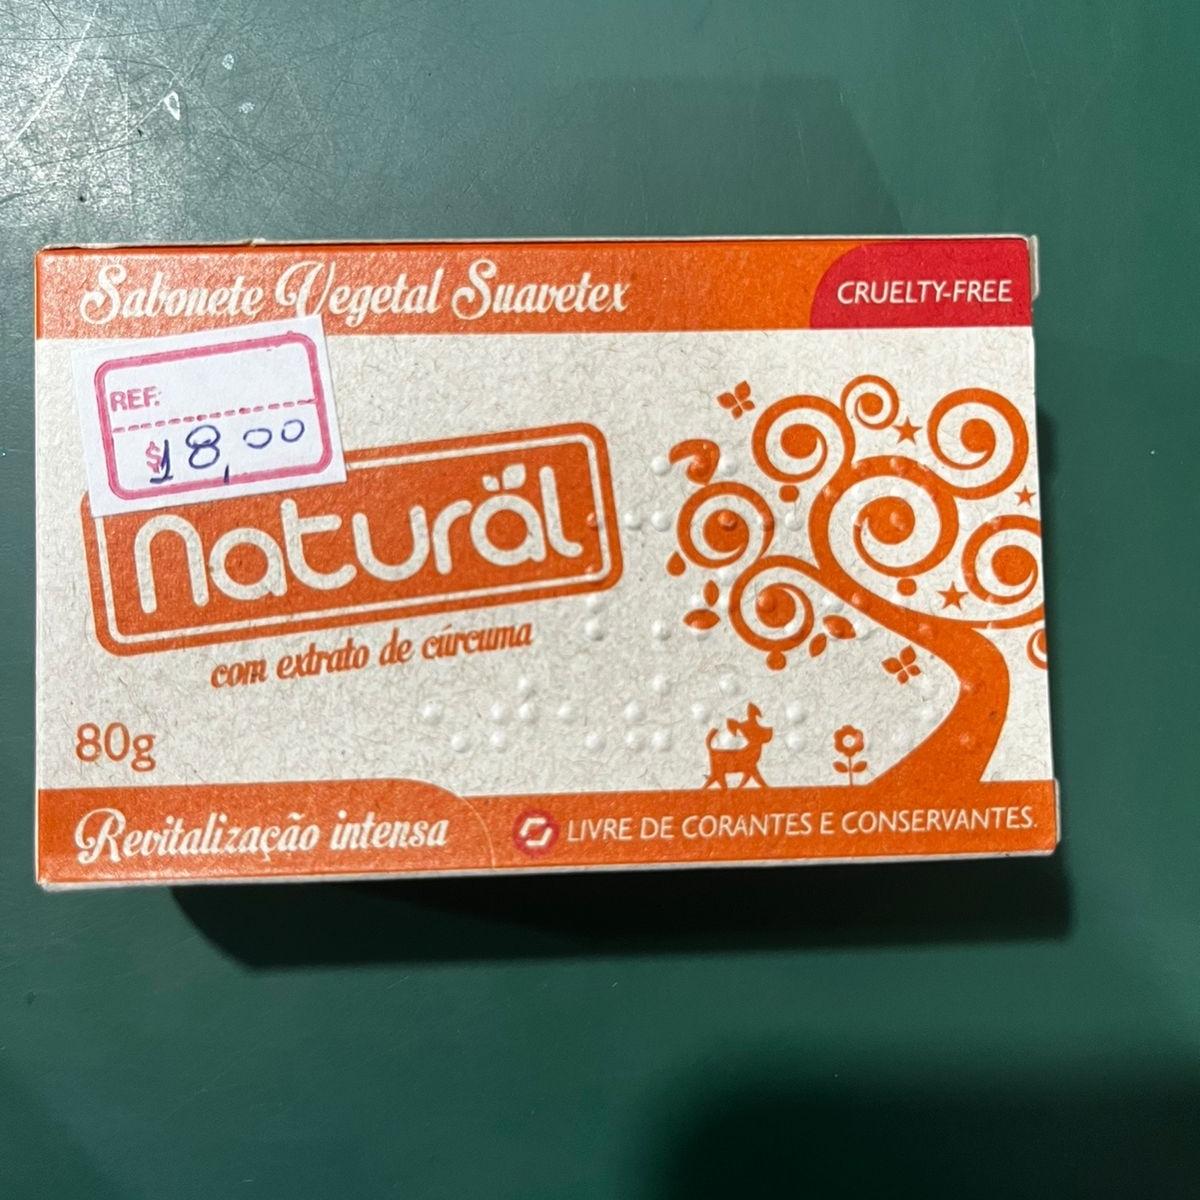 Sabonete Vegetal Suavetex
CRUELTY-FREE
REF:
$18,00
natural
com extrato de cúrcuma
80g
Revitalização intensa
LIVRE DE CORANTES E CONSERVANTES.